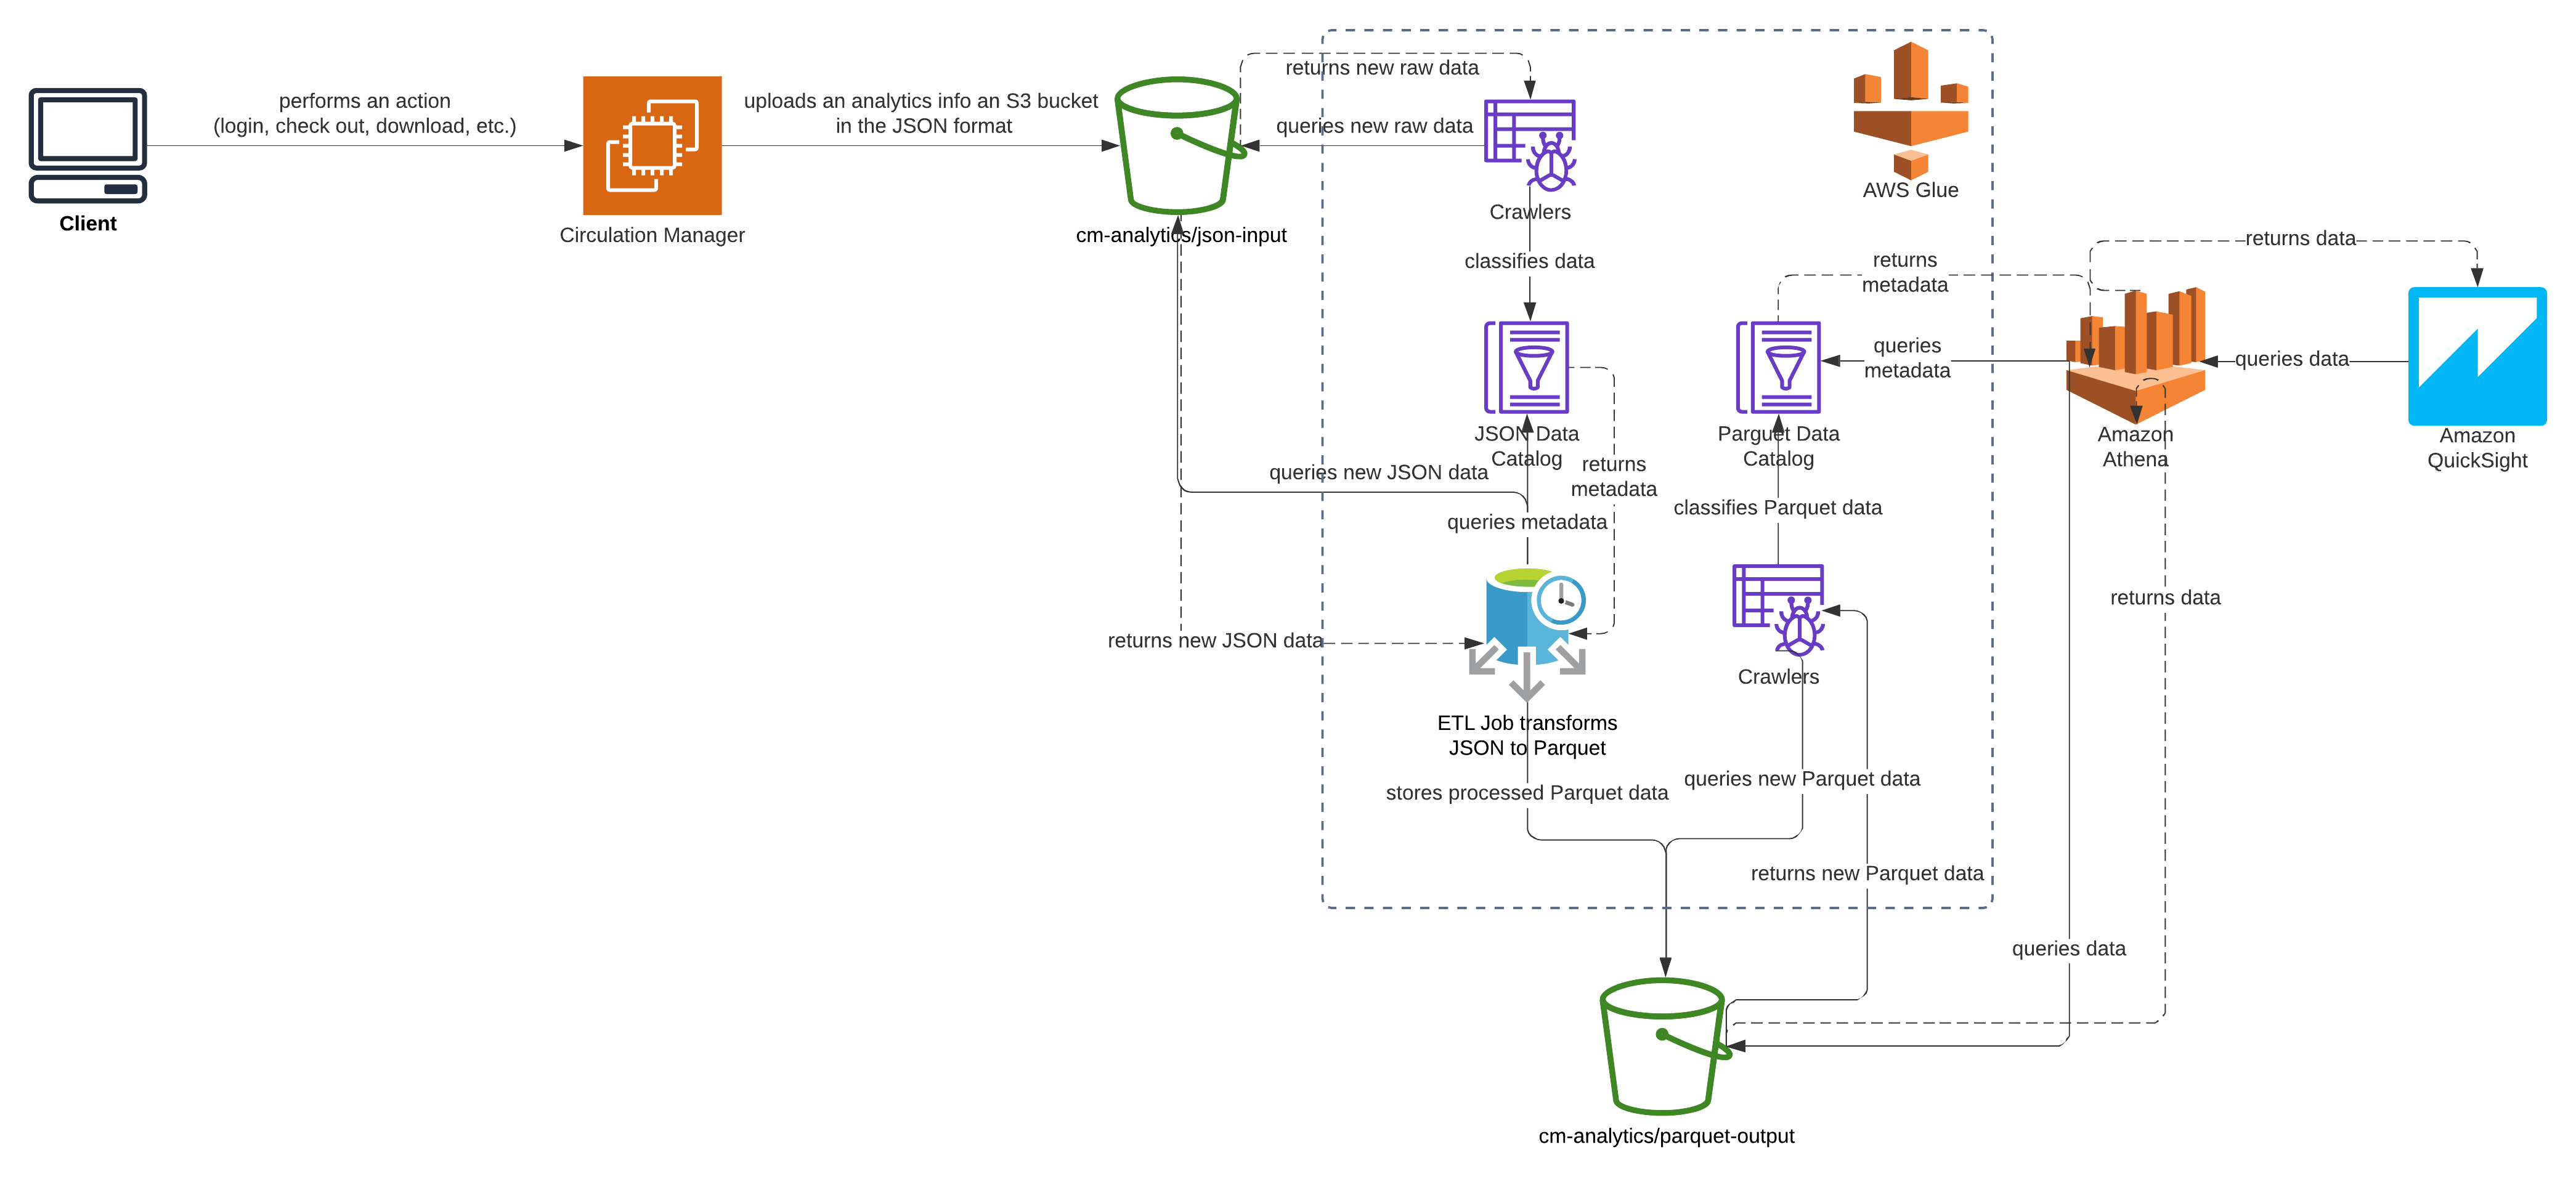 returns new raw data
performs an action
(login, check out, download, etc.)
uploads an analytics info an S3 bucket
in the JSON format
queries new raw data
AWS Glue
Client
Circulation Manager
cm-analytics/json-input
Crawlers
classifies data
returns
metadata
returns data
queries
metadata
queries data
JSON Data
Catalog
Parquet Data
Catalog
Amazon
Athena
Amazon
QuickSight
queries new JSON data
returns
metadata
queries metadata
classifies Parquet data
returns data
returns new JSON data
Crawlers
ETL Job transforms
JSON to Parquet
stores processed Parquet data
queries new Parquet data
returns new Parquet data
queries data
cm-analytics/parquet-output